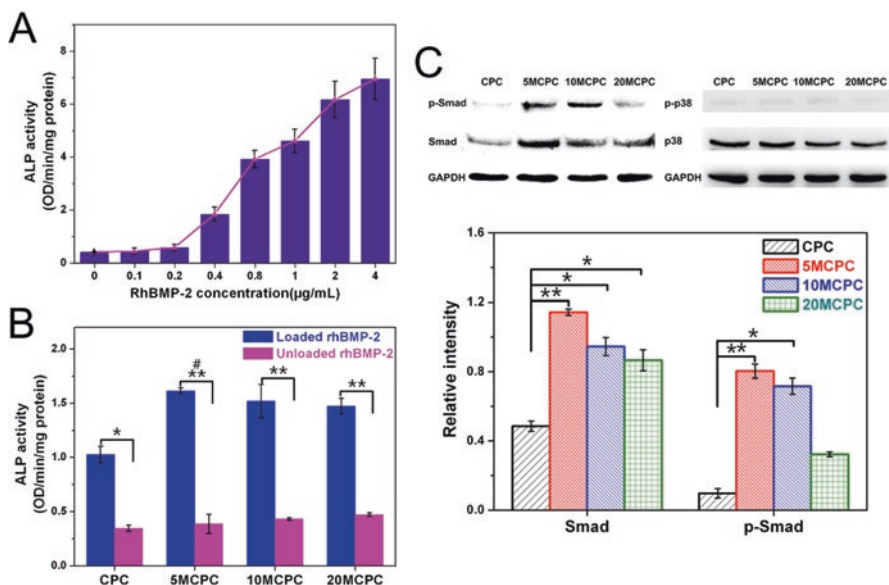 A
ALP activity
(OD/min/mg protein)
8
6
4
2
0
0 0.1 0.2 0.4 0.8 1 2 4
RhBMP-2 concentration(µg/mL)
B
ALP activity
(OD/min/mg protein)
2.0
1.5
1.0
0.5
0.0
Loaded rhBMP-2
Unloaded rhBMP-2
*
#
**
**
**
CPC 5MCPC 10MCPC 20MCPC
C
CPC 5MCPC 10MCPC 20MCPC
p-Smad
Smad
GAPDH
CPC 5MCPC 10MCPC 20MCPC
p-p38
p38
GAPDH
Relative intensity
1.6
1.2
0.8
0.4
0.0
CPC
5MCPC
10MCPC
20MCPC
*
*
**
*
**
Smad p-Smad